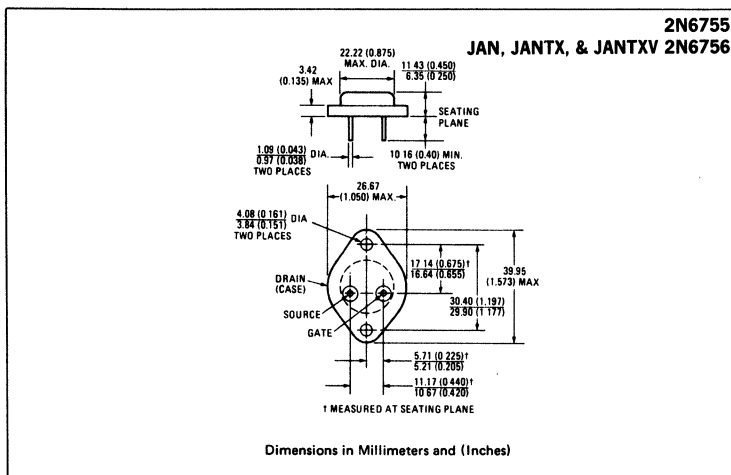 2N6755
JAN, JANTX, & JANTXV 2N6756
22.22 (0.875)
MAX. DIA.
11 43 (0.450)
6.35 (0 250)
3.42
(0.135) MAX
SEATING
PLANE
1.09 (0.043)
0.97 (0.038)
DIA.
TWO PLACES
10 16 (0.40) MIN.
TWO PLACES
26.67
(1.050) MAX.
4.08 (0 161)
3.84 (0.151)
DIA
TWO PLACES
17 14 (0.675)†
16.64 (0.655)
39.95
(1.573) MAX
DRAIN
(CASE)
SOURCE
GATE
30.40 (1.197)
29.90 (1 177)
5.71 (0 225)†
5.21 (0.205)
11.17 (0 440)†
10 67 (0.420)
† MEASURED AT SEATING PLANE
Dimensions in Millimeters and (Inches)